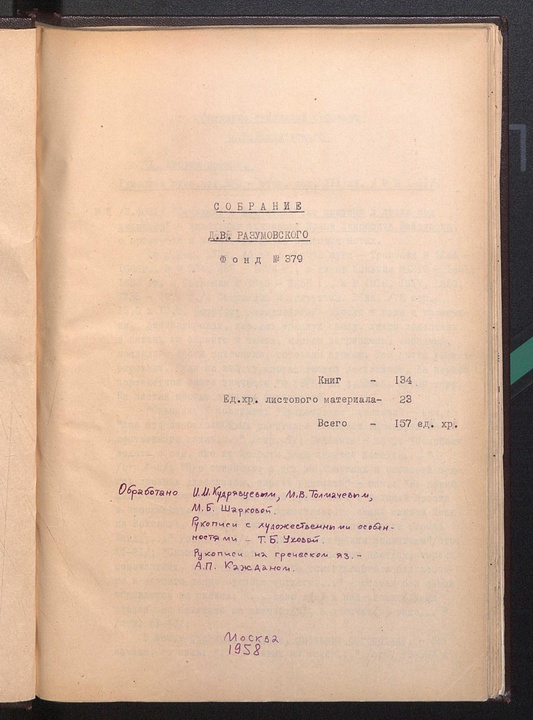 СОБРАНИЕ
Д.В. РАЗУМОВСКОГО
Фонд № 379
Книг - 134
Ед.хр. листового материала- 23
Всего - 157 ед. хр.
Обработано И.М. Кудрявцевым, М.В. Толмачевым,
М.Б. Шарковой.
Рукописи с художественными особен-
ностями - Т.Б. Уховой.
Рукописи на греческом яз. -
А.П. Кажданом.
Москва
1958